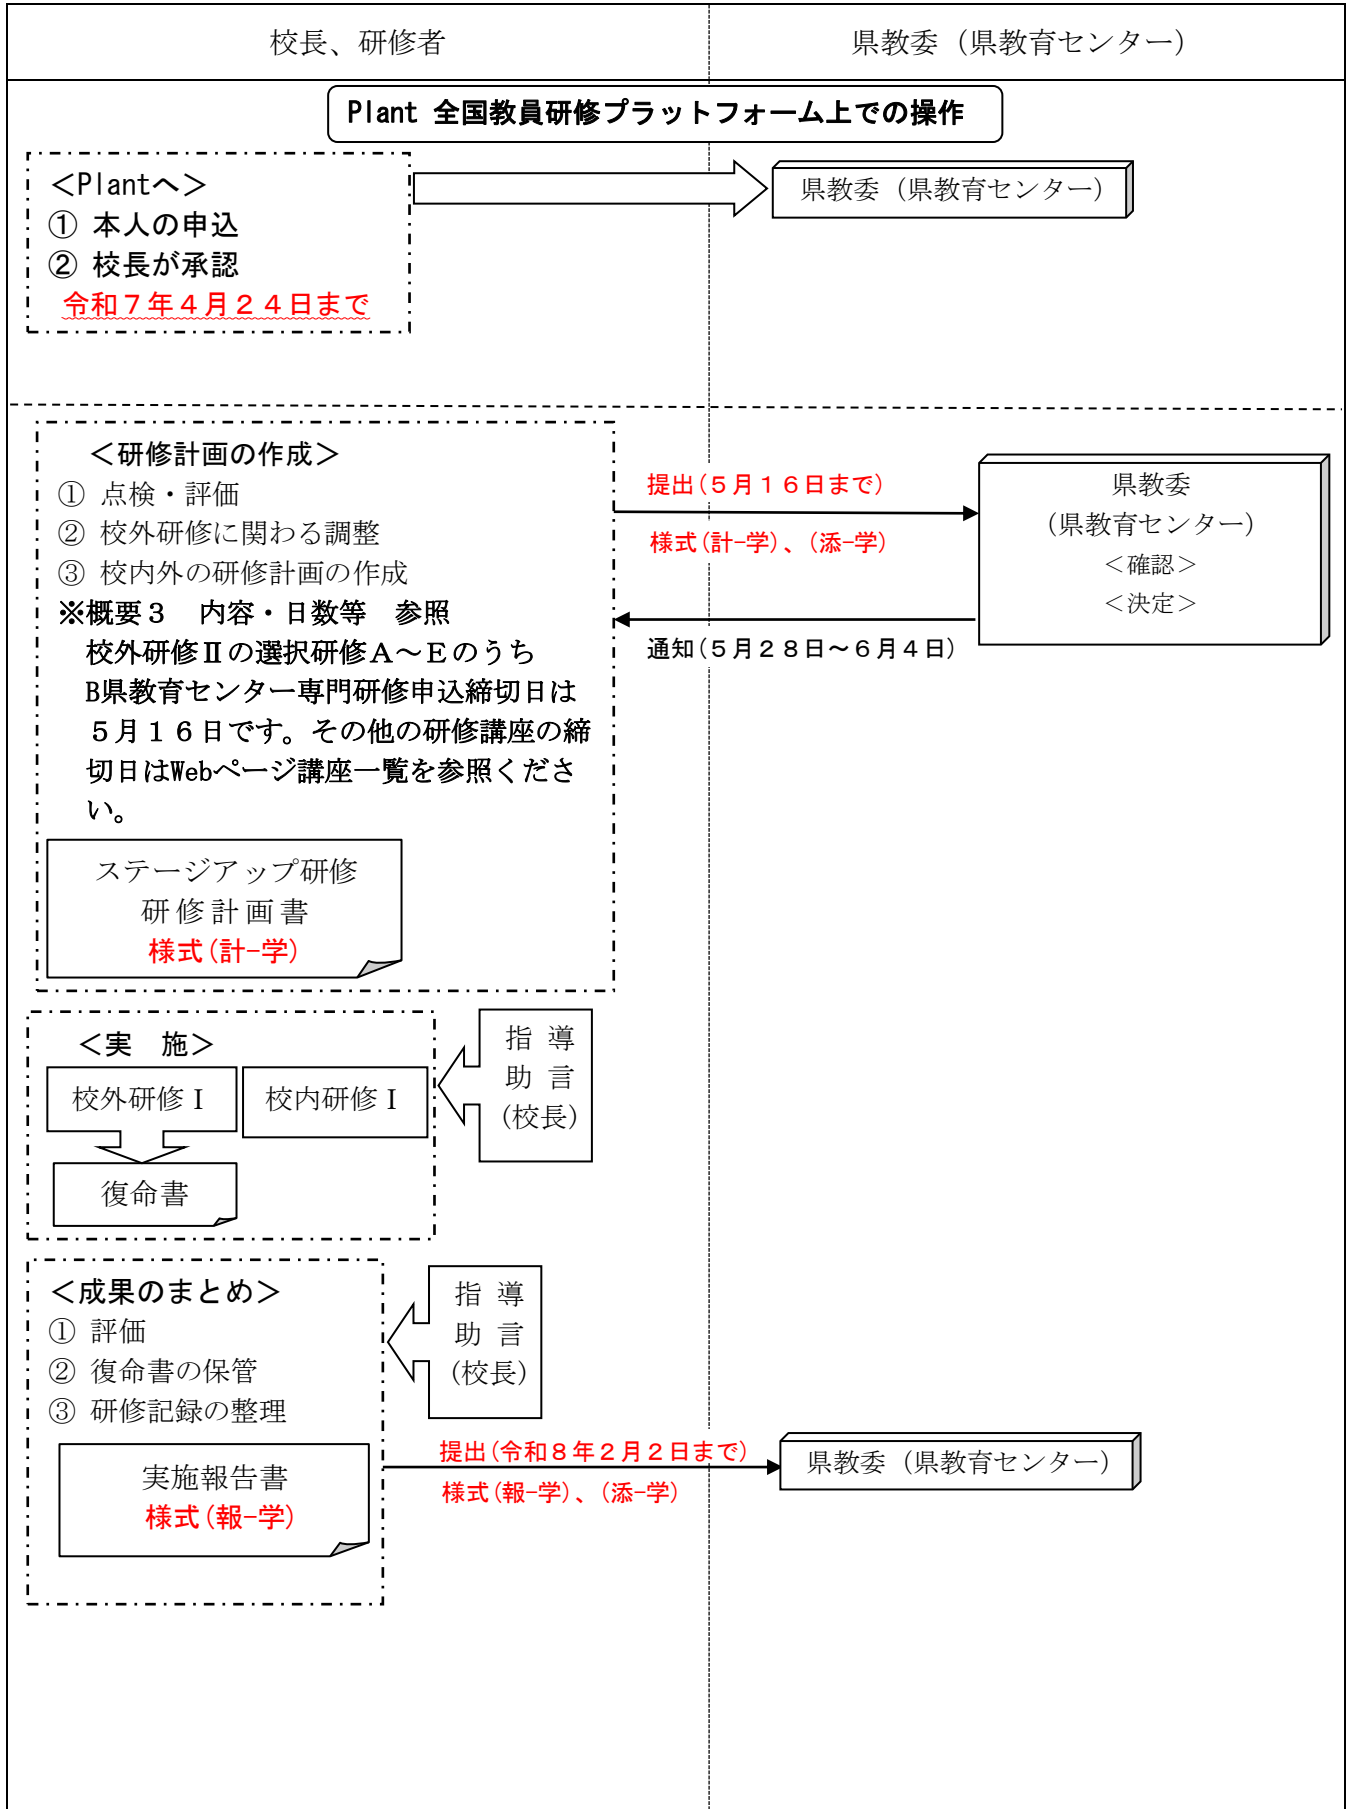 校長、研修者
県教委（県教育センター）
Plant 全国教員研修プラットフォーム上での操作
＜Plantへ＞
① 本人の申込
② 校長が承認
令和７年４月２４日まで
県教委（県教育センター）
＜研修計画の作成＞
① 点検・評価
② 校外研修に関わる調整
③ 校内外の研修計画の作成
※概要３　内容・日数等　参照
校外研修Ⅱの選択研修Ａ～Ｅのうち
B県教育センター専門研修申込締切日は
５月１６日です。その他の研修講座の締
切日はWebページ講座一覧を参照くださ
い。
ステージアップ研修
研修計画書
様式(計-学)
提出(５月１６日まで)
様式(計-学)、(添-学)
通知(５月２８日～６月４日)
県教委
（県教育センター）
＜確認＞
＜決定＞
＜実　施＞
校外研修Ⅰ
校内研修Ⅰ
復命書
指 導
助 言
(校長)
＜成果のまとめ＞
① 評価
② 復命書の保管
③ 研修記録の整理
実施報告書
様式(報-学)
指 導
助 言
(校長)
提出(令和８年２月２日まで)
様式(報-学)、(添-学)
県教委（県教育センター）